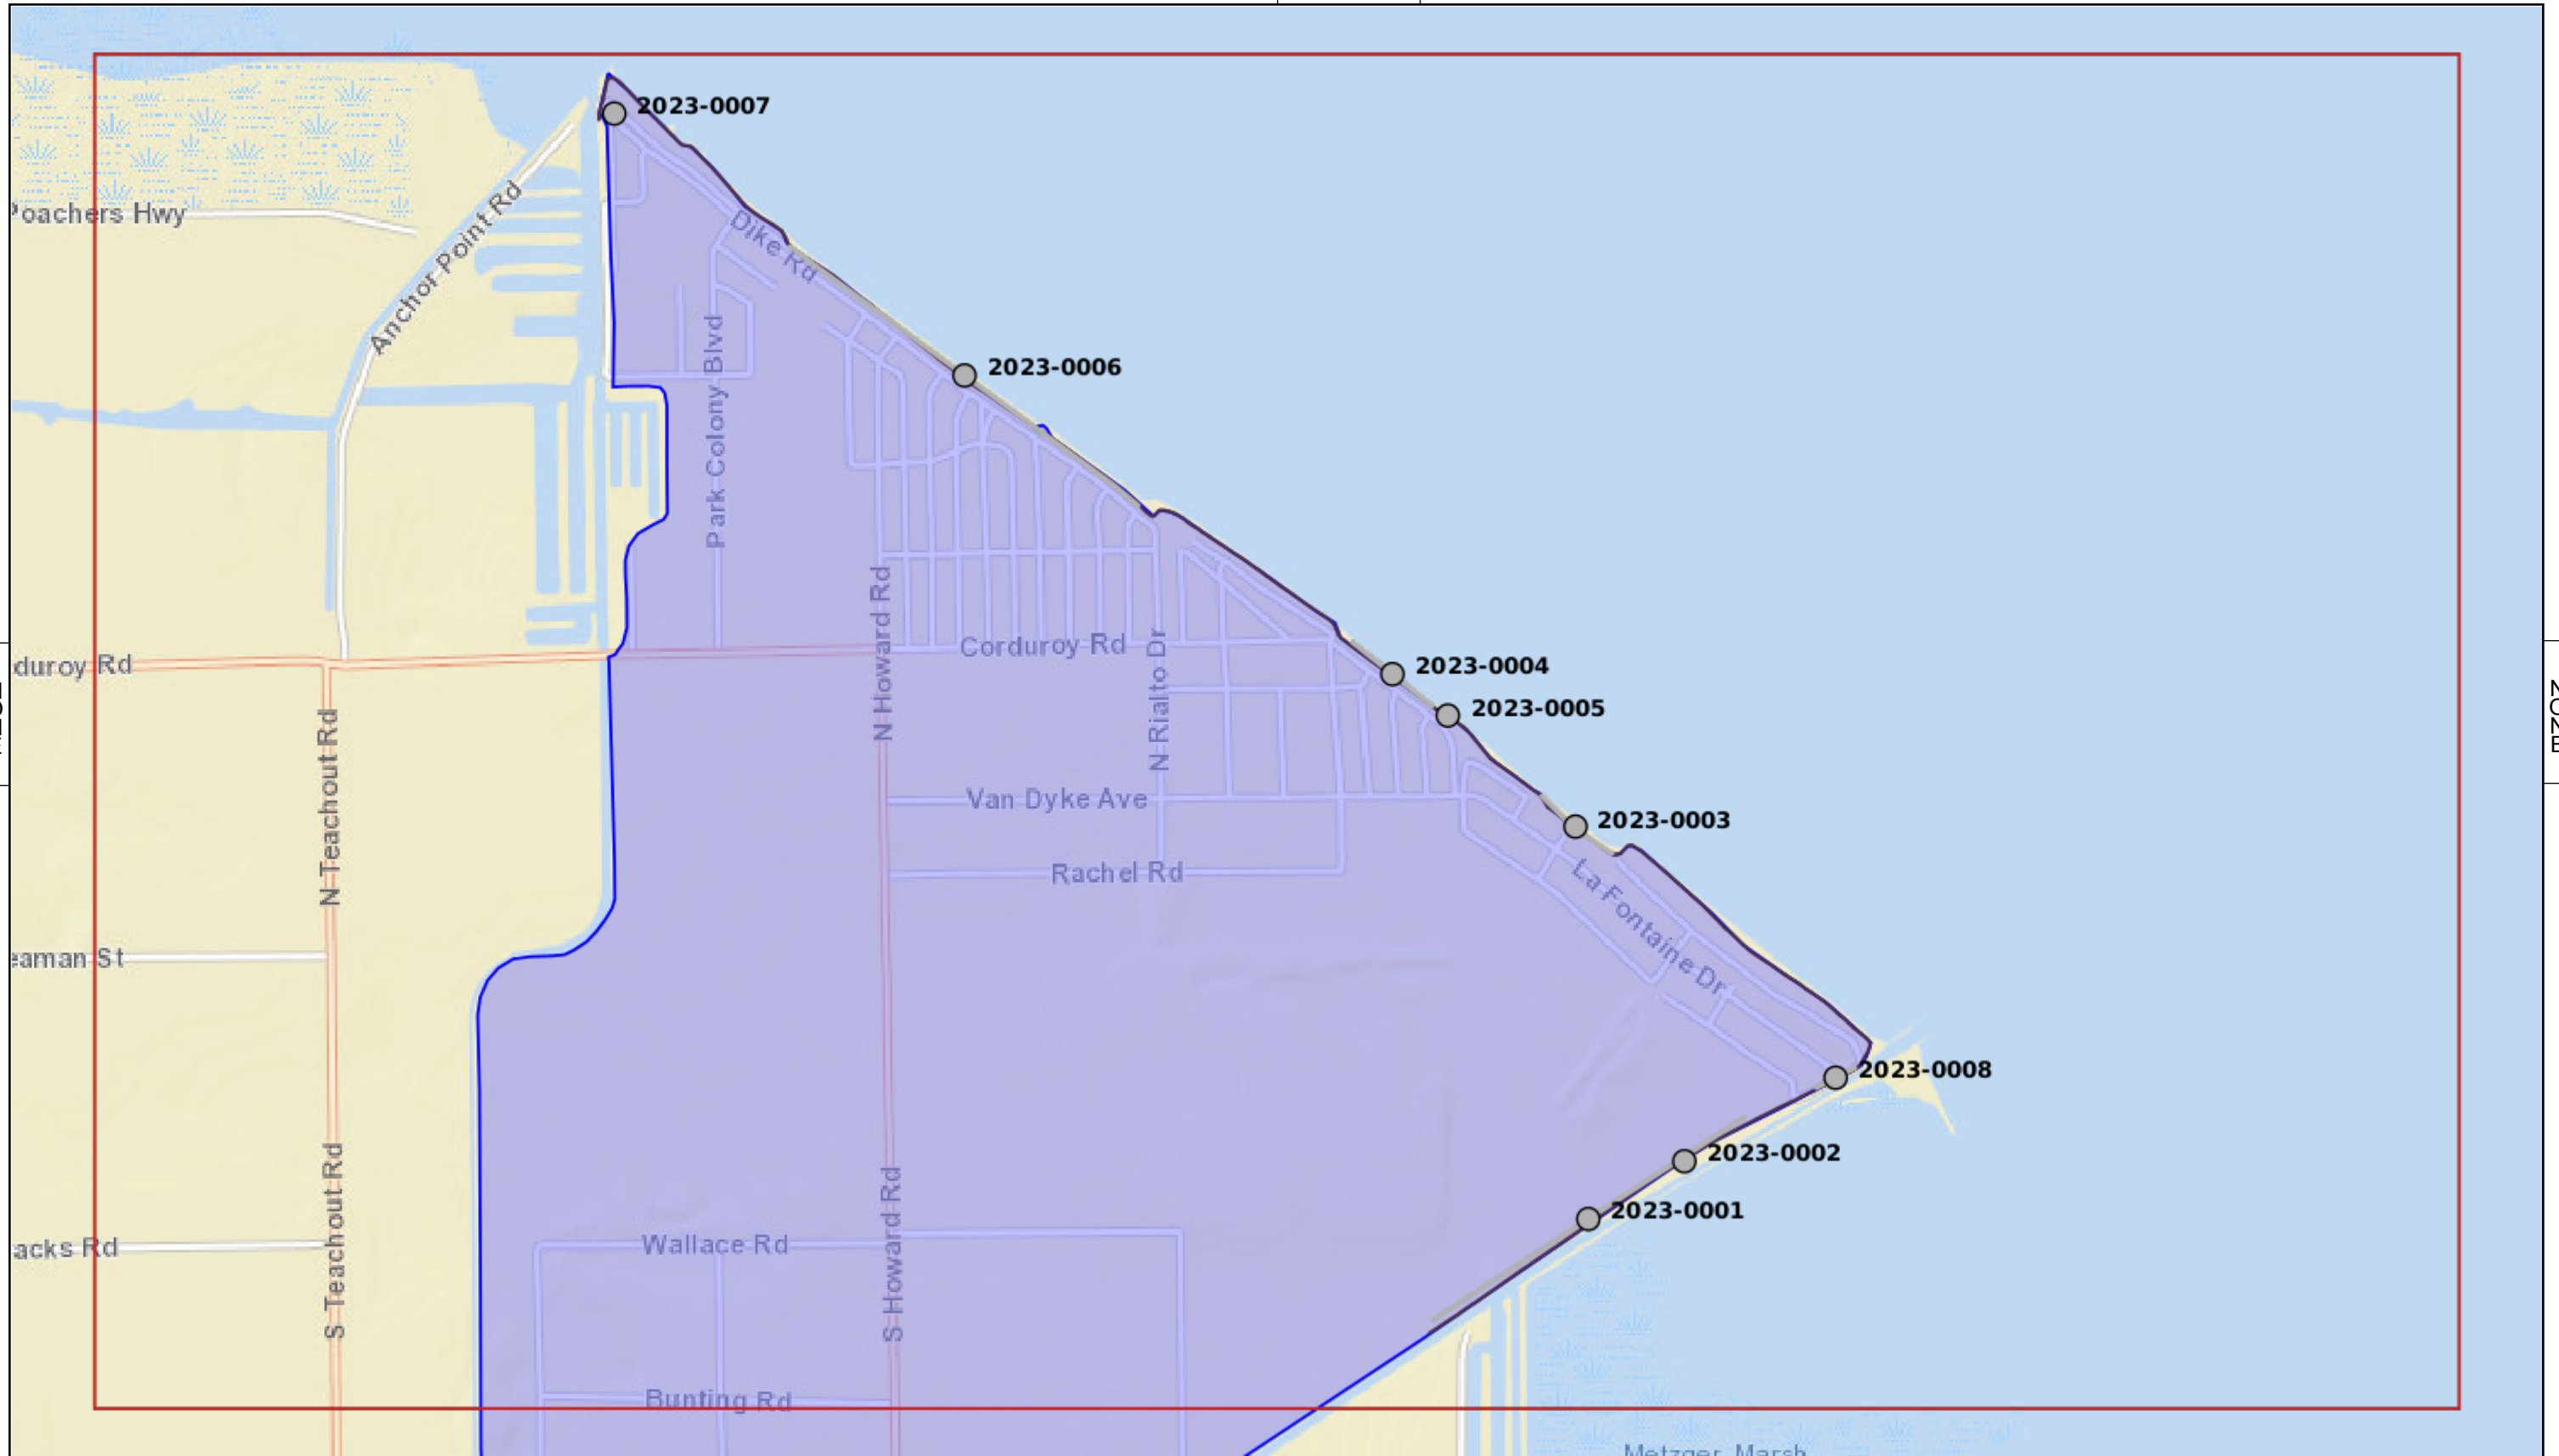 2023-0007
Poachers Hwy
Anchor Point Rd
Dike Rd
Park Colony Blvd
2023-0006
N Howard Rd
Corduroy Rd
N Rialto Dr
2023-0004
duroy Rd
2023-0005
N Teachout Rd
Van Dyke Ave
2023-0003
Rachel Rd
La Fontaine Dr
eaman St
2023-0008
2023-0002
2023-0001
S Teachout Rd
S Howard Rd
Wallace Rd
acks Rd
Bunting Rd
Metzger Marsh